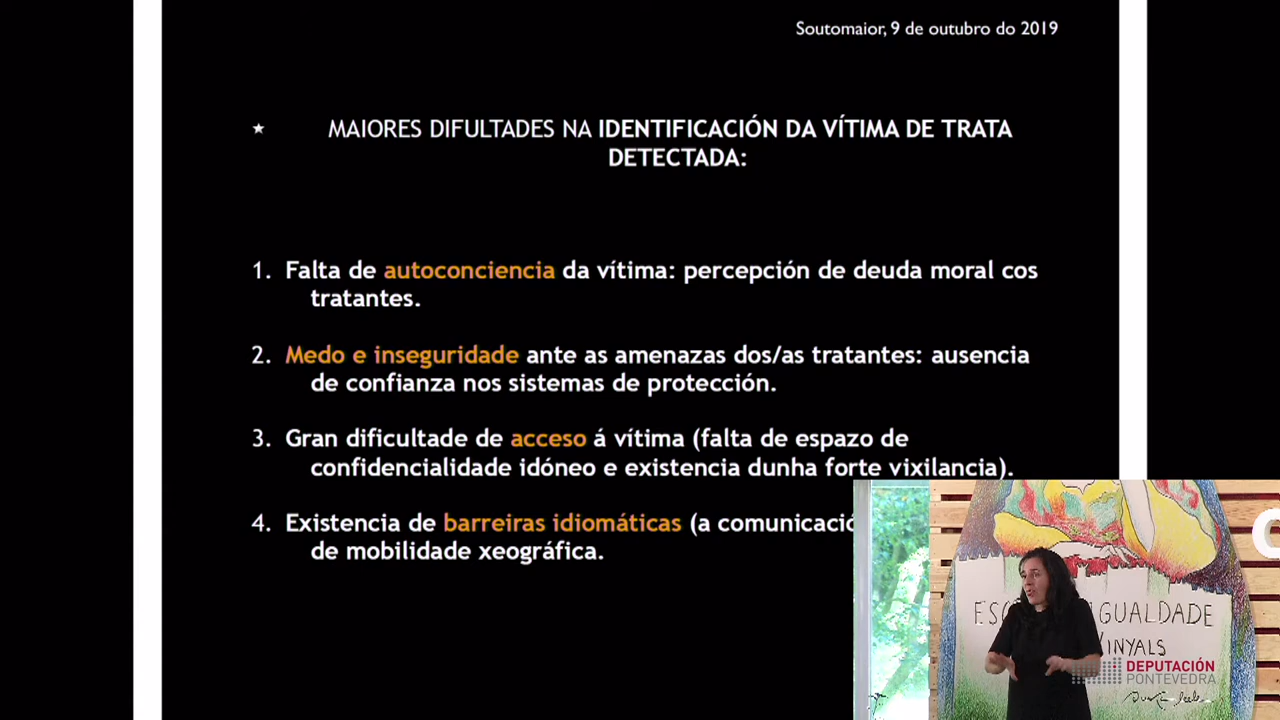 Soutomaior, 9 de outubro do 2019
★ MAIORES DIFULTADES NA IDENTIFICACIÓN DA VÍTIMA DE TRATA
DETECTADA:
1. Falta de autoconciencia da vítima: percepción de deuda moral cos
tratantes.
2. Medo e inseguridade ante as amenazas dos/as tratantes: ausencia
de confianza nos sistemas de protección.
3. Gran dificultade de acceso á vítima (falta de espazo de
confidencialidade idóneo e existencia dunha forte vixilancia).
4. Existencia de barreiras idiomáticas (a
de mobilidade xeográfica.
IGUALDADE
VINYALS
DEPUTACIÓN
PONTEVEDRA